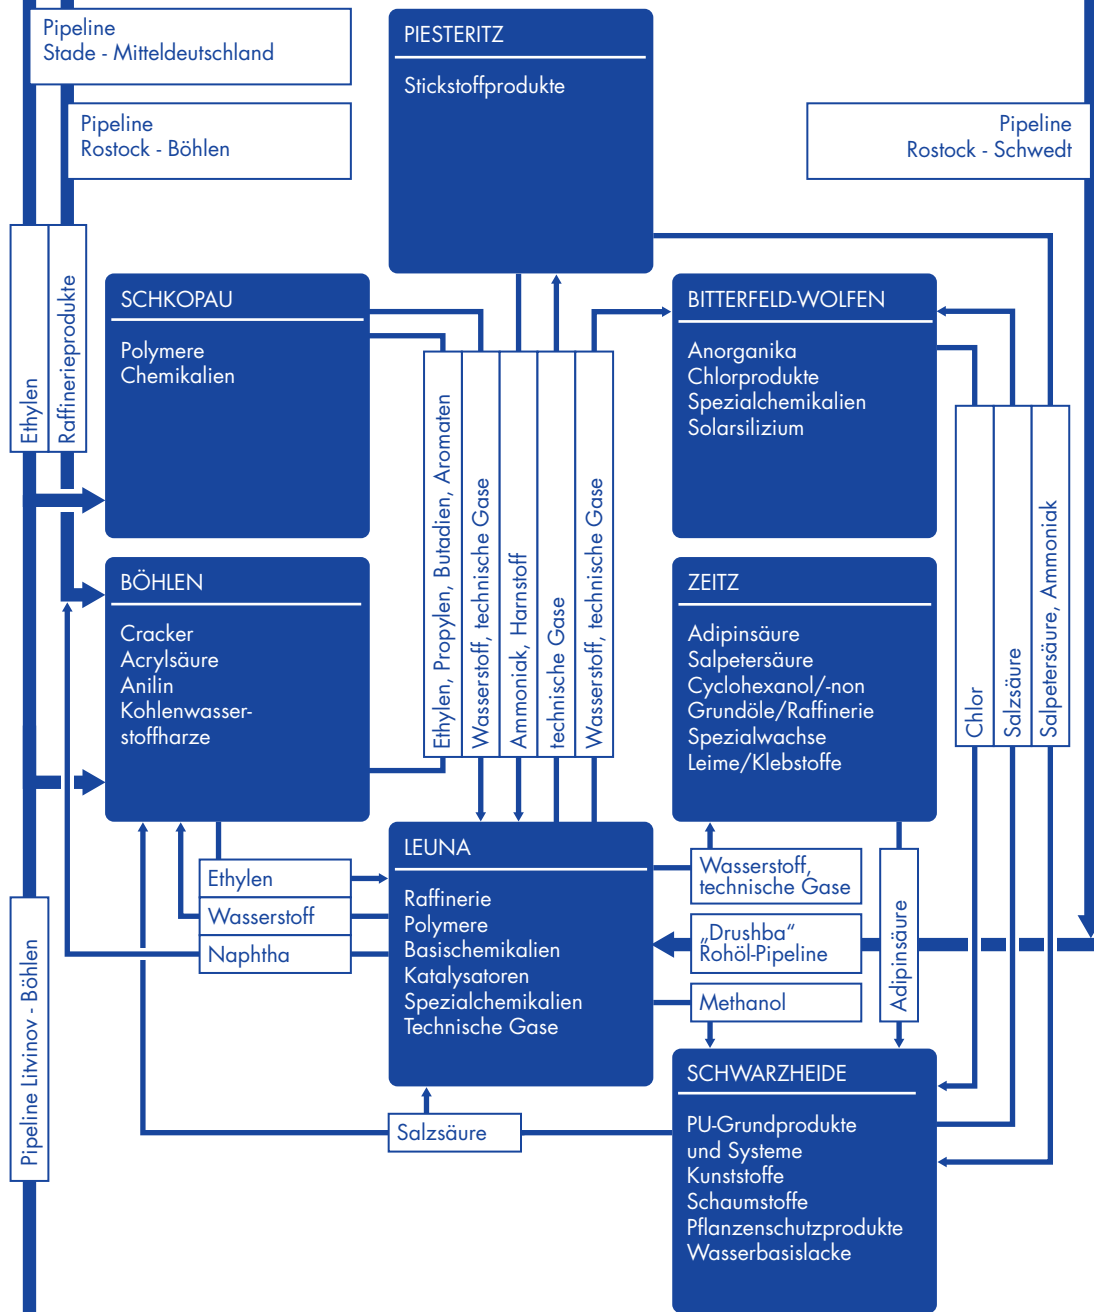 Pipeline
Stade - Mitteldeutschland
Pipeline
Rostock - Böhlen
PIESTERITZ
Stickstoffprodukte
Pipeline
Rostock - Schwedt
Ethylen
Raffinerieprodukte
SCHKOPAU
Polymere
Chemikalien
BITTERFELD-WOLFEN
Anorganika
Chlorprodukte
Spezialchemikalien
Solarsilizium
Ethylen, Propylen, Butadien, Aromaten
Wasserstoff, technische Gase
Ammoniak, Harnstoff
technische Gase
Wasserstoff, technische Gase
Chlor
Salzsäure
Salpetersäure, Ammoniak
BÖHLEN
Cracker
Acrylsäure
Anilin
Kohlenwasser-
stoffharze
ZEITZ
Adipinsäure
Salpetersäure
Cyclohexanol/-non
Grundöle/Raffinerie
Spezialwachse
Leime/Klebstoffe
Ethylen
Wasserstoff
Naphtha
LEUNA
Raffinerie
Polymere
Basischemikalien
Katalysatoren
Spezialchemikalien
Technische Gase
Wasserstoff,
technische Gase
„Drushba“
Rohöl-Pipeline
Methanol
Adipinsäure
Pipeline Litvinov - Böhlen
Salzsäure
SCHWARZHEIDE
PU-Grundprodukte
und Systeme
Kunststoffe
Schaumstoffe
Pflanzenschutzprodukte
Wasserbasislacke